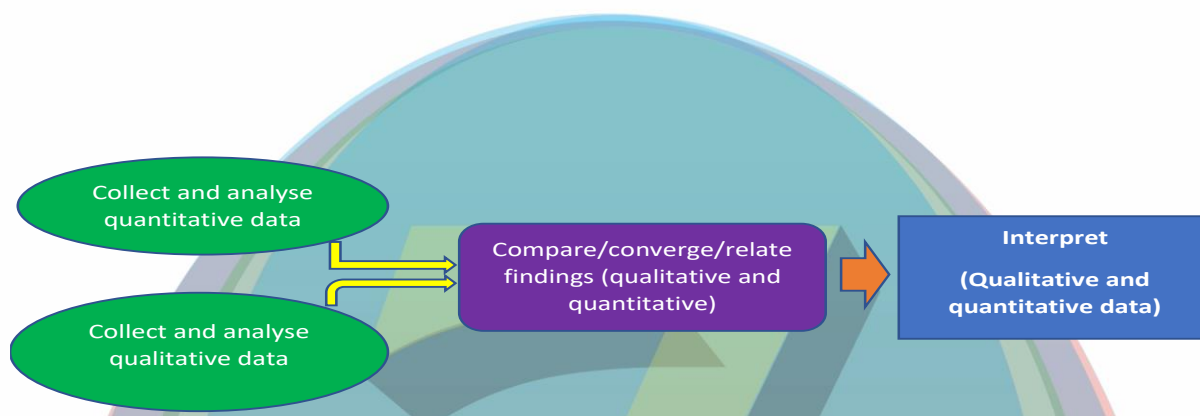 Collect and analyse
quantitative data
Collect and analyse
qualitative data
Compare/converge/relate
findings (qualitative and
quantitative)
Interpret
(Qualitative and
quantitative data)